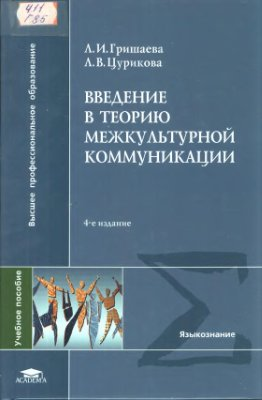 411
Г85
Л.И.Гришаева
Л.В.Цурикова
ВВЕДЕНИЕ
В ТЕОРИЮ
МЕЖКУЛЬТУРНОЙ
КОММУНИКАЦИИ
4-е издание
Высшее профессиональное образование
Учебное пособие
Языкознание
ACADEMA